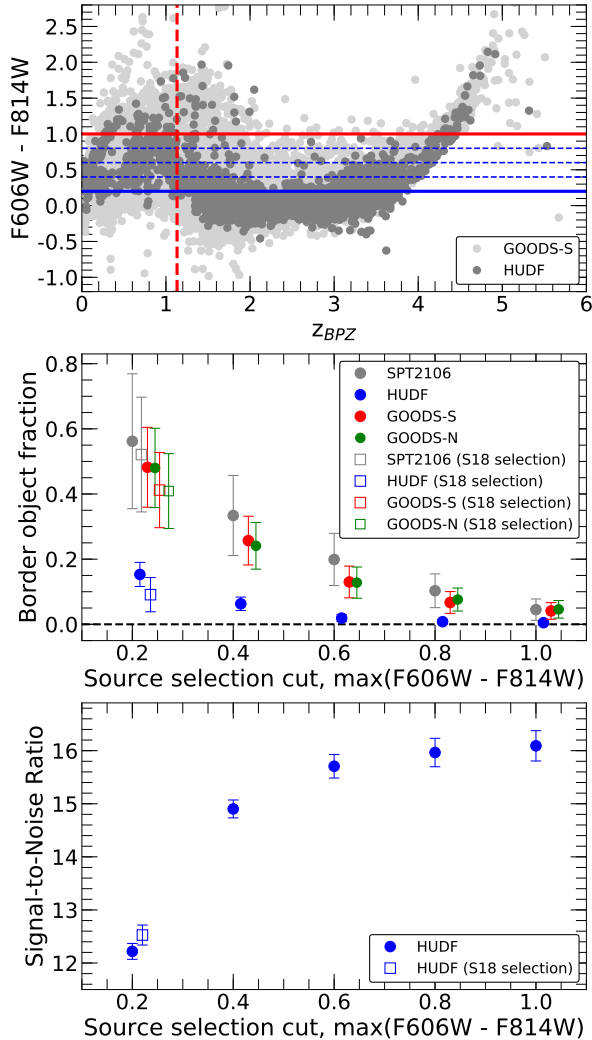 F606W - F814W
2.5
2.0
1.5
1.0
0.5
0.0
-0.5
-1.0
GOODS-S
HUDF
0 1 2 3 4 5 6
zBPZ
Border object fraction
0.8
0.6
0.4
0.2
0.0
SPT2106
HUDF
GOODS-S
GOODS-N
SPT2106 (S18 selection)
HUDF (S18 selection)
GOODS-S (S18 selection)
GOODS-N (S18 selection)
0.2 0.4 0.6 0.8 1.0
Source selection cut, max(F606W - F814W)
Signal-to-Noise Ratio
16
15
14
13
12
HUDF
HUDF (S18 selection)
0.2 0.4 0.6 0.8 1.0
Source selection cut, max(F606W - F814W)